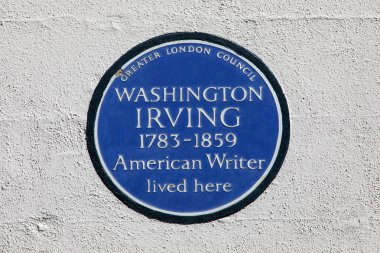 GREATER LONDON COUNCIL
WASHINGTON
IRVING
1783-1859
American Writer
lived here